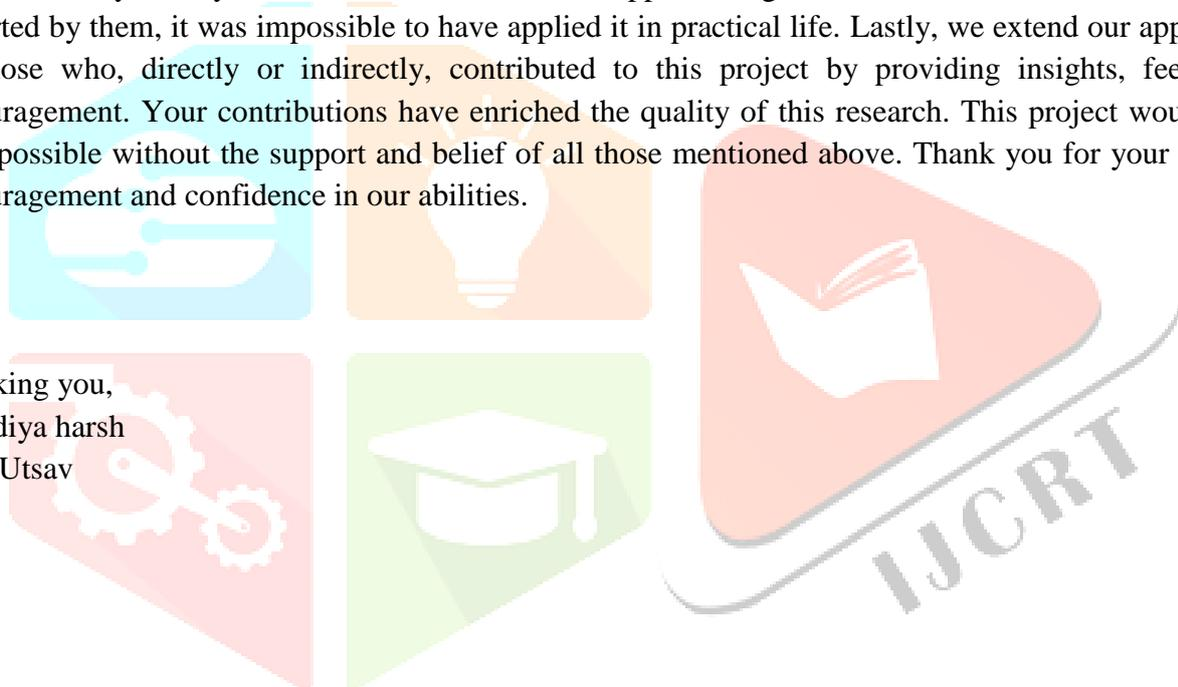 rted by them, it was impossible to have applied it in practical life. Lastly, we extend our app
ose who, directly or indirectly, contributed to this project by providing insights, fee
ragement. Your contributions have enriched the quality of this research. This project wou
possible without the support and belief of all those mentioned above. Thank you for your
ragement and confidence in our abilities.
king you,
diya harsh
Utsav
IJCRT